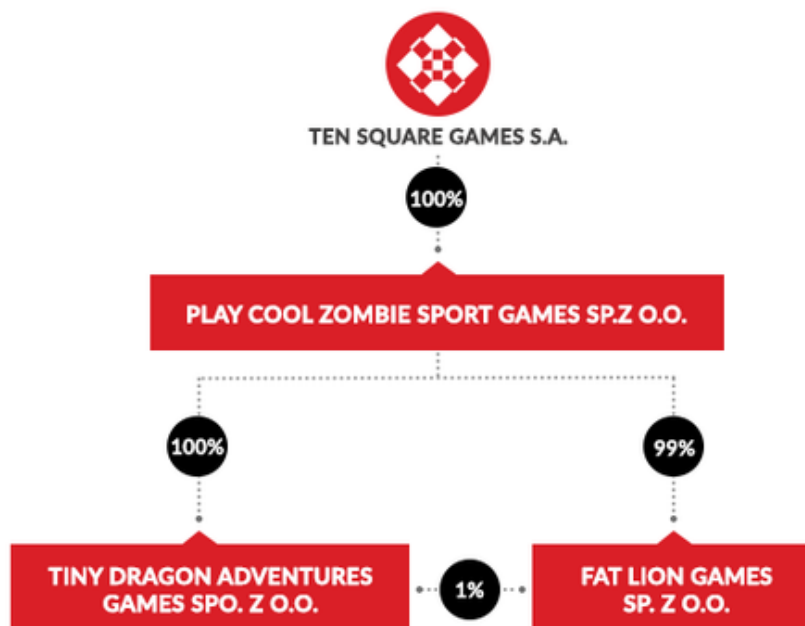 TEN SQUARE GAMES S.A.
100%
PLAY COOL ZOMBIE SPORT GAMES SP.Z O.O.
100%
99%
TINY DRAGON ADVENTURES
GAMES SPO. Z O.O.
1%
FAT LION GAMES
SP. Z O.O.